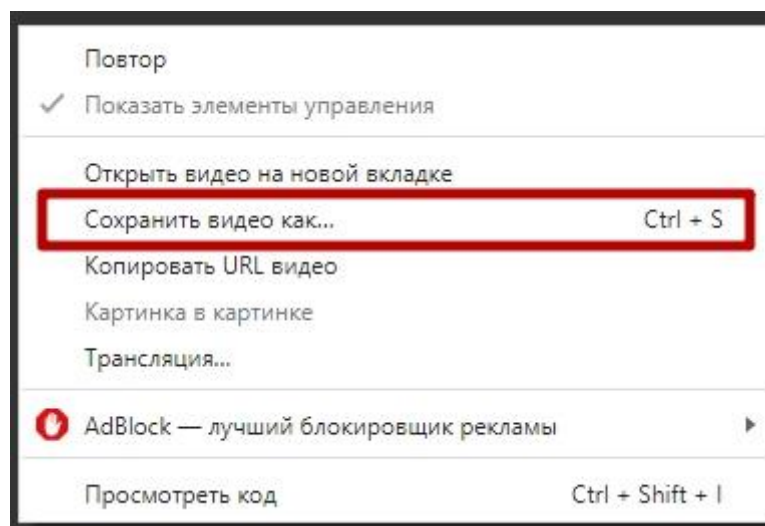 Повтор
Показать элементы управления
Открыть видео на новой вкладке
Сохранить видео как... Ctrl + S
Копировать URL видео
Картинка в картинке
Трансляция...
AdBlock — лучший блокировщик рекламы
Просмотреть код Ctrl + Shift + I